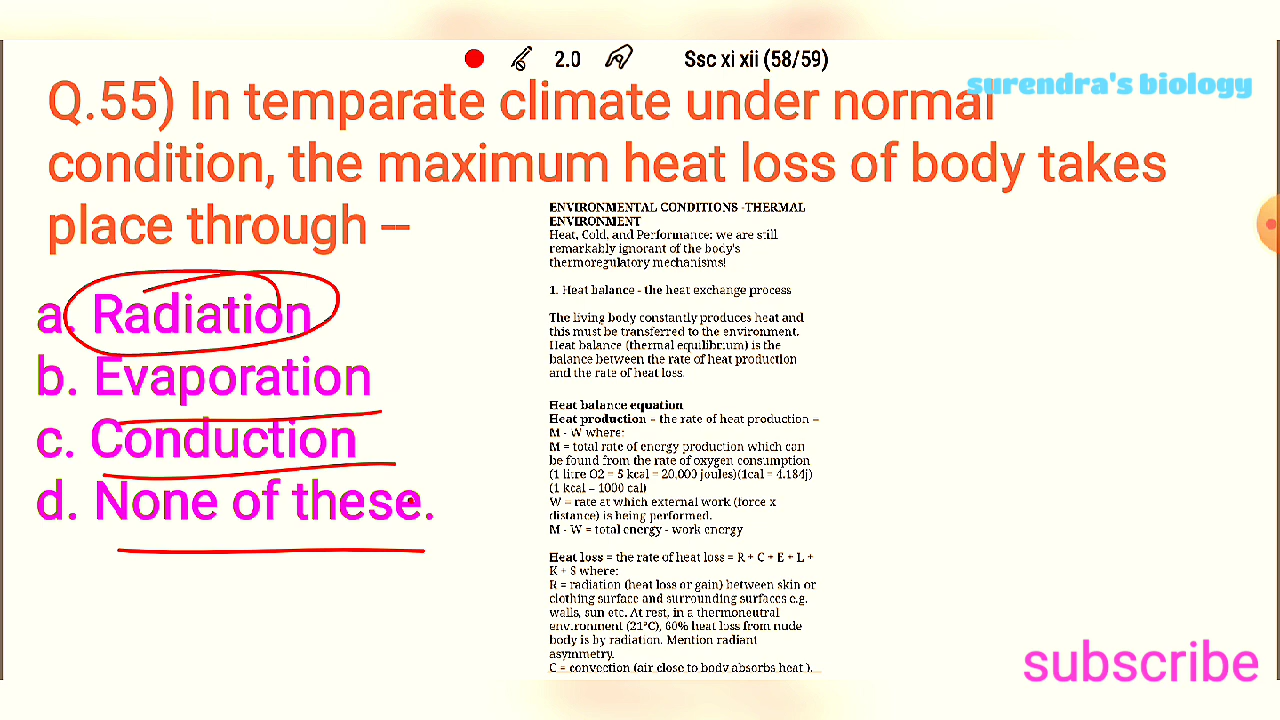 2.0 Ssc xi xii (58/59)
surendra's biology
Q.55) In temparate climate under normal
condition, the maximum heat loss of body takes
place through --
a. Radiation
b. Evaporation
c. Conduction
d. None of these.
ENVIRONMENTAL CONDITIONS -THERMAL
ENVIRONMENT
Heat, Cold, and Performance: we are still
remarkably ignorant of the body's
thermoregulatory mechanisms!
1. Heat balance - the heat exchange process
The living body constantly produces heat and
this must be transferred to the environment.
Heat balance (thermal equilibrium) is the
balance between the rate of heat production
and the rate of heat loss.
Heat balance equation
Heat production - the rate of heat production =
M - W where:
M = total rate of energy production which can
be found from the rate of oxygen consumption
(1 litre O2 = 5 kcal = 20,000 joules)(1cal = 4.184j)
(1 kcal = 1000 cal)
W = rate at which external work (force x
distance) is being performed.
M - W = total energy - work energy
Heat loss = the rate of heat loss = R + C + E + L +
K + S where:
R = radiation (heat loss or gain) between skin or
clothing surface and surrounding surfaces e.g.
walls, sun etc. At rest, in a thermoneutral
environment (21°C), 60% heat loss from nude
body is by radiation. Mention radiant
asymmetry.
C = convection (air close to body absorbs heat ).
subscribe